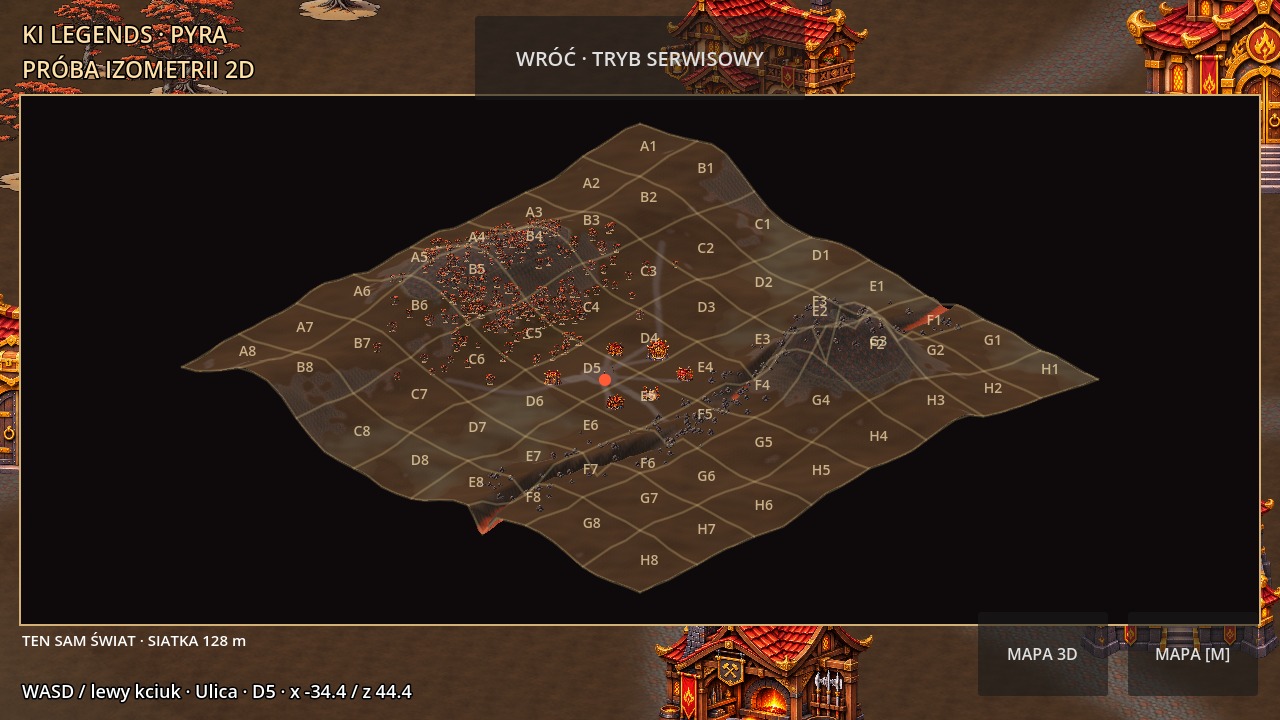 KI LEGENDS · PYRA
PRÓBA IZOMETRII 2D
WRÓĆ · TRYB SERWISOWY
A1
B1
A2
B2
A3
B3
C1
A4
B4
C2
D1
A5
B5
C3
D2
E1
A6
B6
C4
D3
E3
E2
F1
A7
B7
C5
D4
E3
G3
F2
G2
G1
A8
B8
C6
D5
E4
F4
H1
C7
D6
E5
F5
G4
H3
H2
C8
D7
E6
G5
H4
D8
E7
F6
G6
H5
E8
F7
G7
H6
F8
G8
H7
H8
TEN SAM ŚWIAT · SIATKA 128 m
MAPA 3D
MAPA [M]
WASD / lewy kciuk · Ulica · D5 · x -34.4 / z 44.4